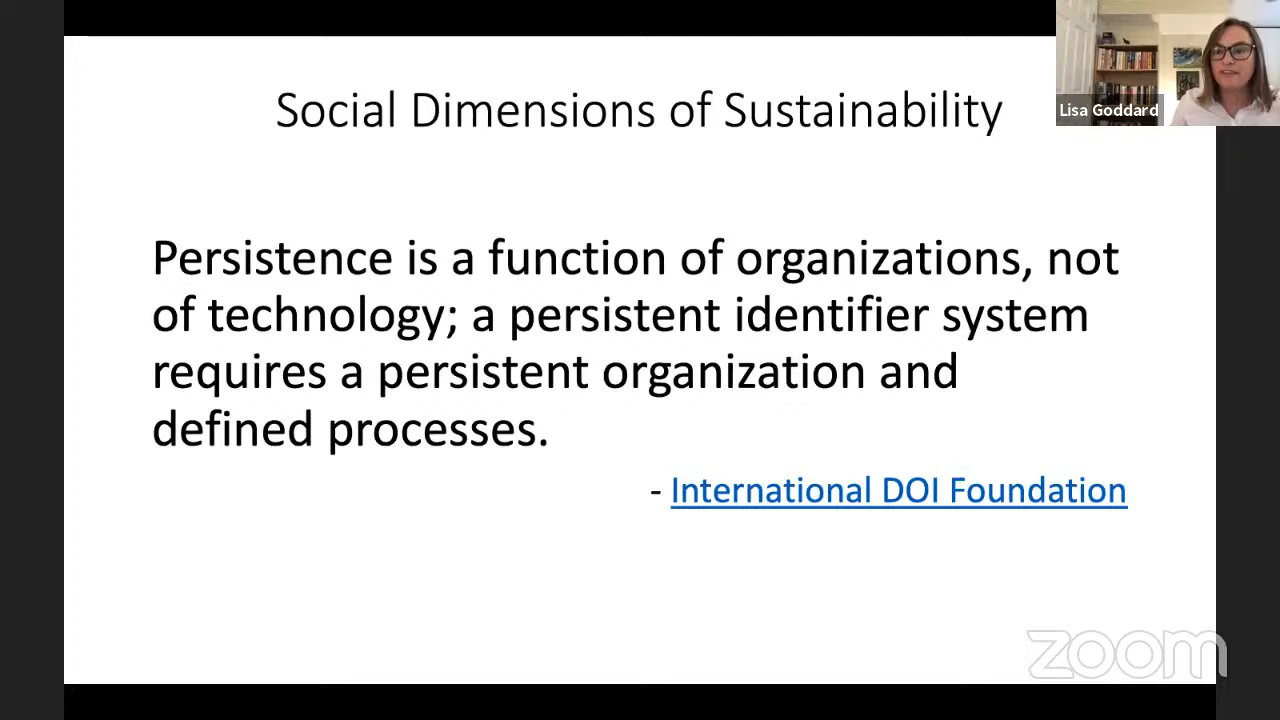 Social Dimensions of Sustainability
Lisa Goddard
Persistence is a function of organizations, not
of technology; a persistent identifier system
requires a persistent organization and
defined processes.
- International DOI Foundation
zoom